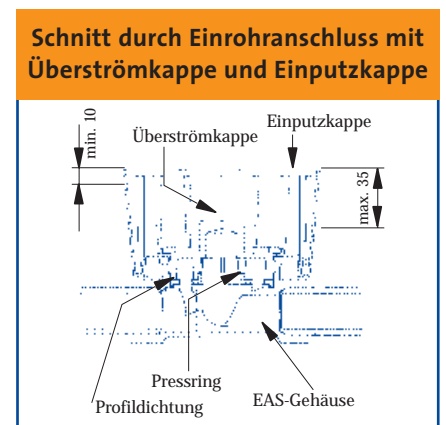 Schnitt durch Einrohranschluss mit
Überströmkappe und Einputzkappe
min. 10
Überströmkappe
Einputzkappe
max. 35
Pressring
Profildichtung
EAS-Gehäuse